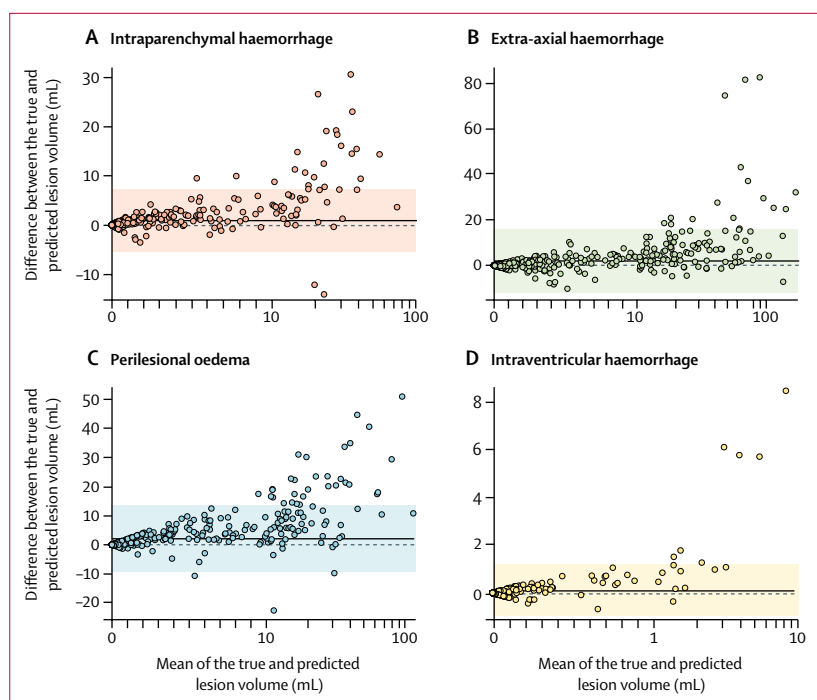 A Intraparenchymal haemorrhage
Difference between the true and
predicted lesion volume (mL)
30
20
10
0
–10
0
10
100
B Extra-axial haemorrhage
80
60
40
20
0
0
10
100
C Perilesional oedema
Difference between the true and
predicted lesion volume (mL)
50
40
30
20
10
0
–10
–20
0
10
100
Mean of the true and predicted
lesion volume (mL)
D Intraventricular haemorrhage
8
6
4
2
0
0
1
10
Mean of the true and predicted
lesion volume (mL)